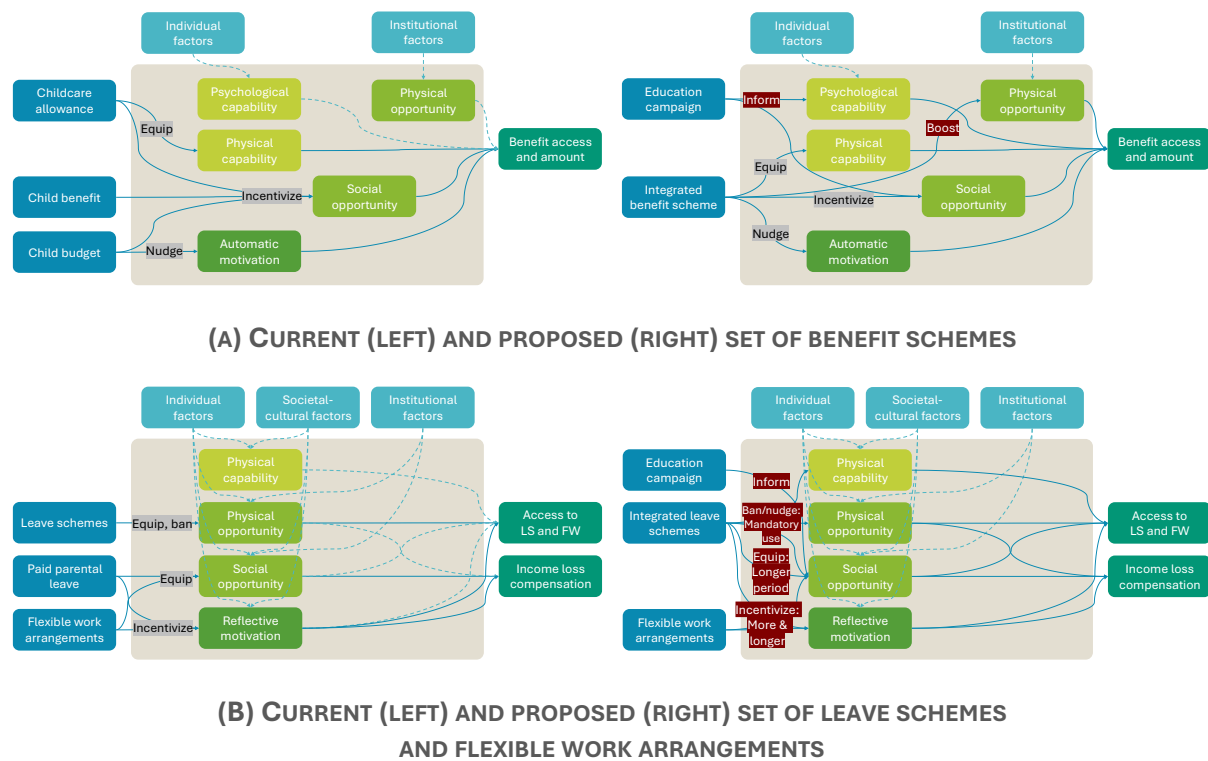 Individual
factors
Institutional
factors
Childcare
allowance
Psychological
capability
Physical
opportunity
Equip
Physical
capability
Benefit access
and amount
Child benefit
Incentivize
Social
opportunity
Child budget
Nudge
Automatic
motivation
Individual
factors
Institutional
factors
Education
campaign
Inform
Psychological
capability
Physical
opportunity
Boost
Equip
Physical
capability
Benefit access
and amount
Integrated
benefit scheme
Incentivize
Social
opportunity
Nudge
Automatic
motivation
(A) CURRENT (LEFT) AND PROPOSED (RIGHT) SET OF BENEFIT SCHEMES
Individual
factors
Societal-
cultural factors
Institutional
factors
Physical
capability
Leave schemes
Equip, ban
Physical
opportunity
Access to
LS and FW
Paid parental
leave
Equip
Social
opportunity
Income loss
compensation
Flexible work
arrangements
Incentivize
Reflective
motivation
Individual
factors
Societal-
cultural factors
Institutional
factors
Education
campaign
Inform
Physical
capability
Integrated leave
schemes
Ban/nudge:
Mandatory
use
Physical
opportunity
Access to
LS and FW
Equip:
Longer
period
Social
opportunity
Income loss
compensation
Flexible work
arrangements
Incentivize:
More &
longer
Reflective
motivation
(B) CURRENT (LEFT) AND PROPOSED (RIGHT) SET OF LEAVE SCHEMES
AND FLEXIBLE WORK ARRANGEMENTS